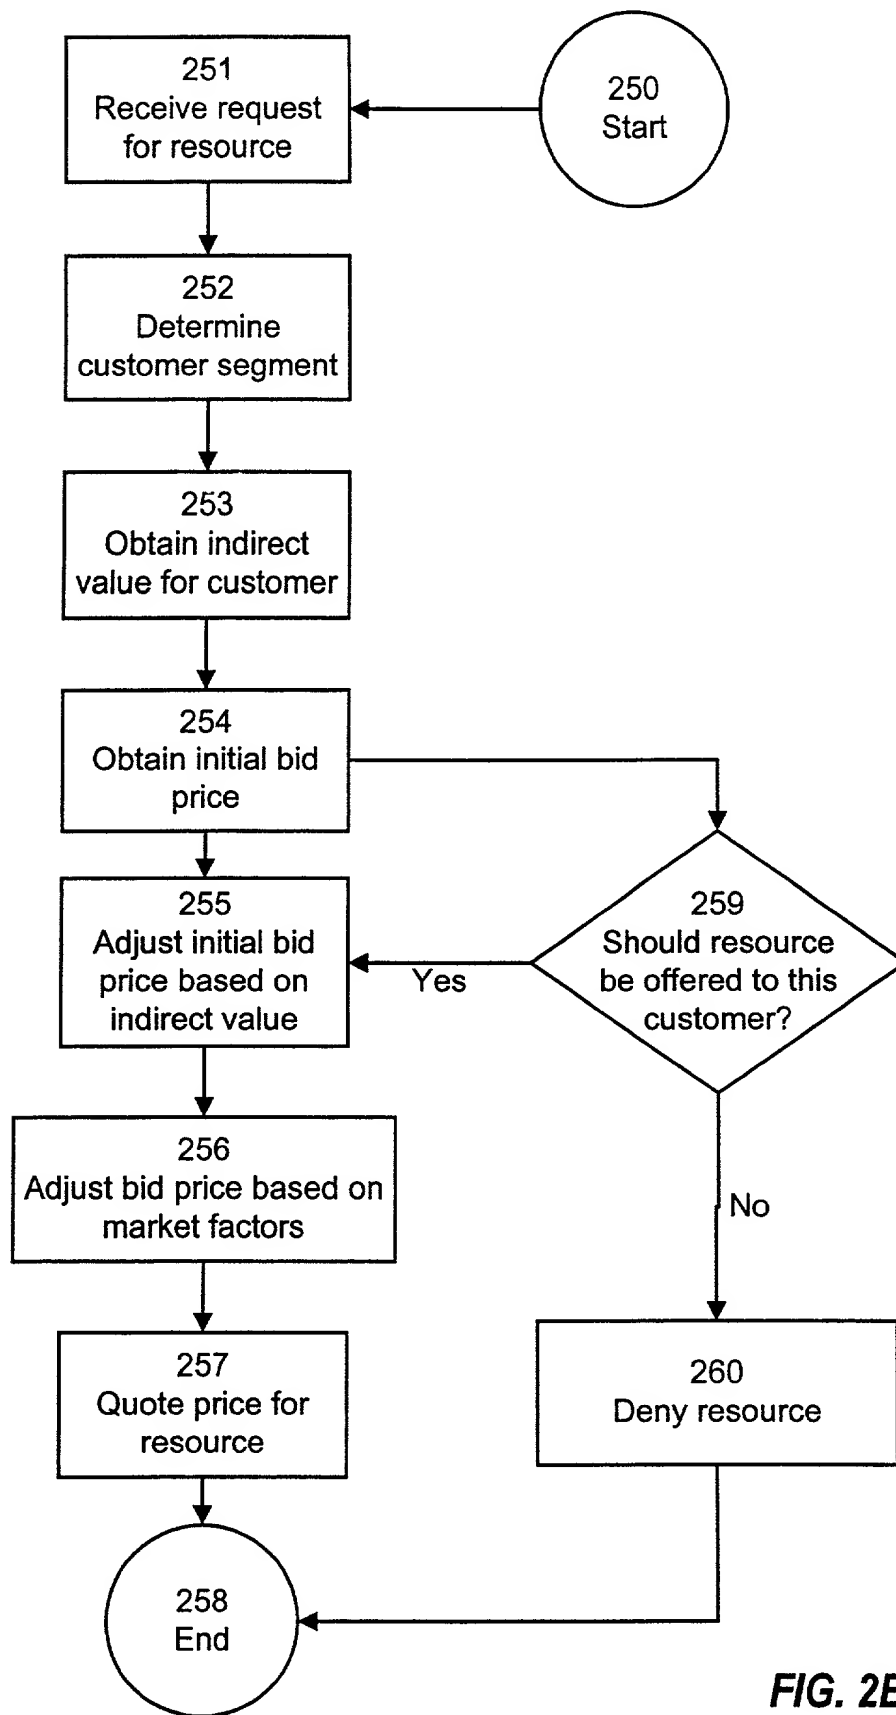 251
Receive request
for resource
250
Start
252
Determine
customer segment
253
Obtain indirect
value for customer
254
Obtain initial bid
price
255
Adjust initial bid
price based on
indirect value
Yes
259
Should resource
be offered to this
customer?
256
Adjust bid price based on
market factors
No
257
Quote price for
resource
260
Deny resource
258
End
FIG. 2B